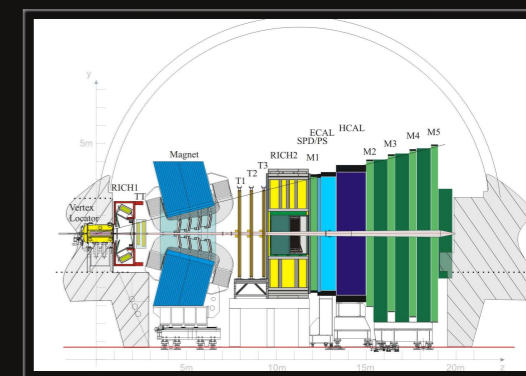 y
5m
ECAL HCAL
SPD/PS
M1
M2
M3
M4
M5
RICH2
T1
T2
T3
Magnet
RICH1
TT
Vertex
Locator
5m
10m
15m
20m
z